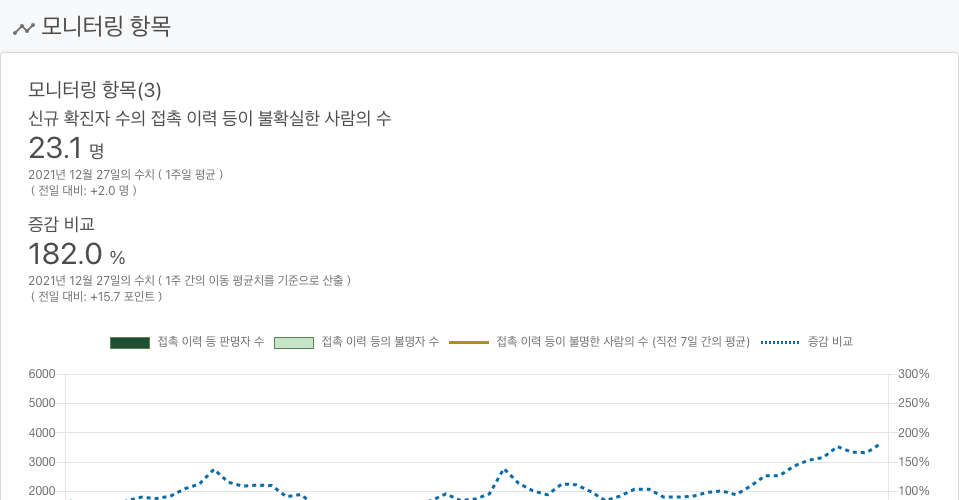 모니터링 항목
모니터링 항목(3)
신규 확진자 수의 접촉 이력 등이 불확실한 사람의 수
23.1 명
2021년 12월 27일의 수치 ( 1주일 평균 )
( 전일 대비: +2.0 명 )
증감 비교
182.0 %
2021년 12월 27일의 수치 ( 1주 간의 이동 평균치를 기준으로 산출 )
( 전일 대비: +15.7 포인트 )
접촉 이력 등 판명자 수 접촉 이력 등의 불명자 수 접촉 이력 등이 불명한 사람의 수 (직전 7일 간의 평균) 증감 비교
6000 300%
5000 250%
4000 200%
3000 150%
2000 100%